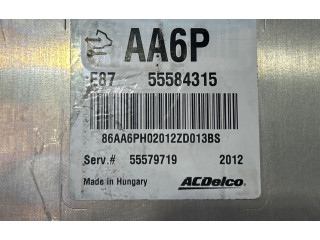 AA6P
E87 55584315
86AA6PH02012ZD013BS
Serv.# 55579719 2012
Made in Hungary ACDelco